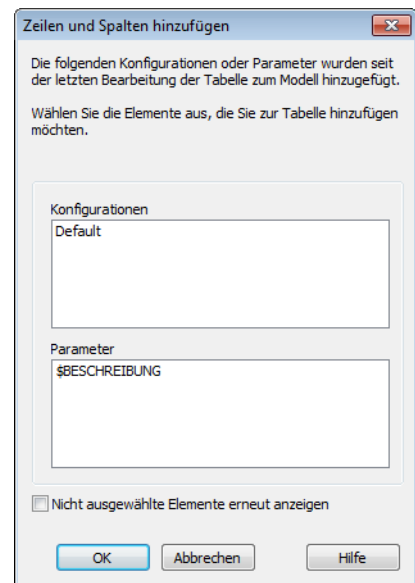 Zeilen und Spalten hinzufügen
Die folgenden Konfigurationen oder Parameter wurden seit
der letzten Bearbeitung der Tabelle zum Modell hinzugefügt.
Wählen Sie die Elemente aus, die Sie zur Tabelle hinzufügen
möchten.
Konfigurationen
Default
Parameter
$BESCHREIBUNG
Nicht ausgewählte Elemente erneut anzeigen
OK
Abbrechen
Hilfe